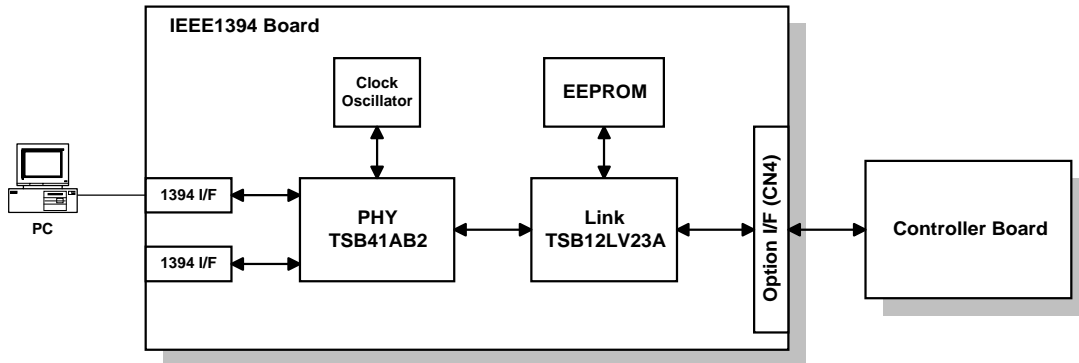 IEEE1394 Board
Clock
Oscillator
EEPROM
PC
1394 I/F
1394 I/F
PHY
TSB41AB2
Link
TSB12LV23A
Option I/F (CN4)
Controller Board